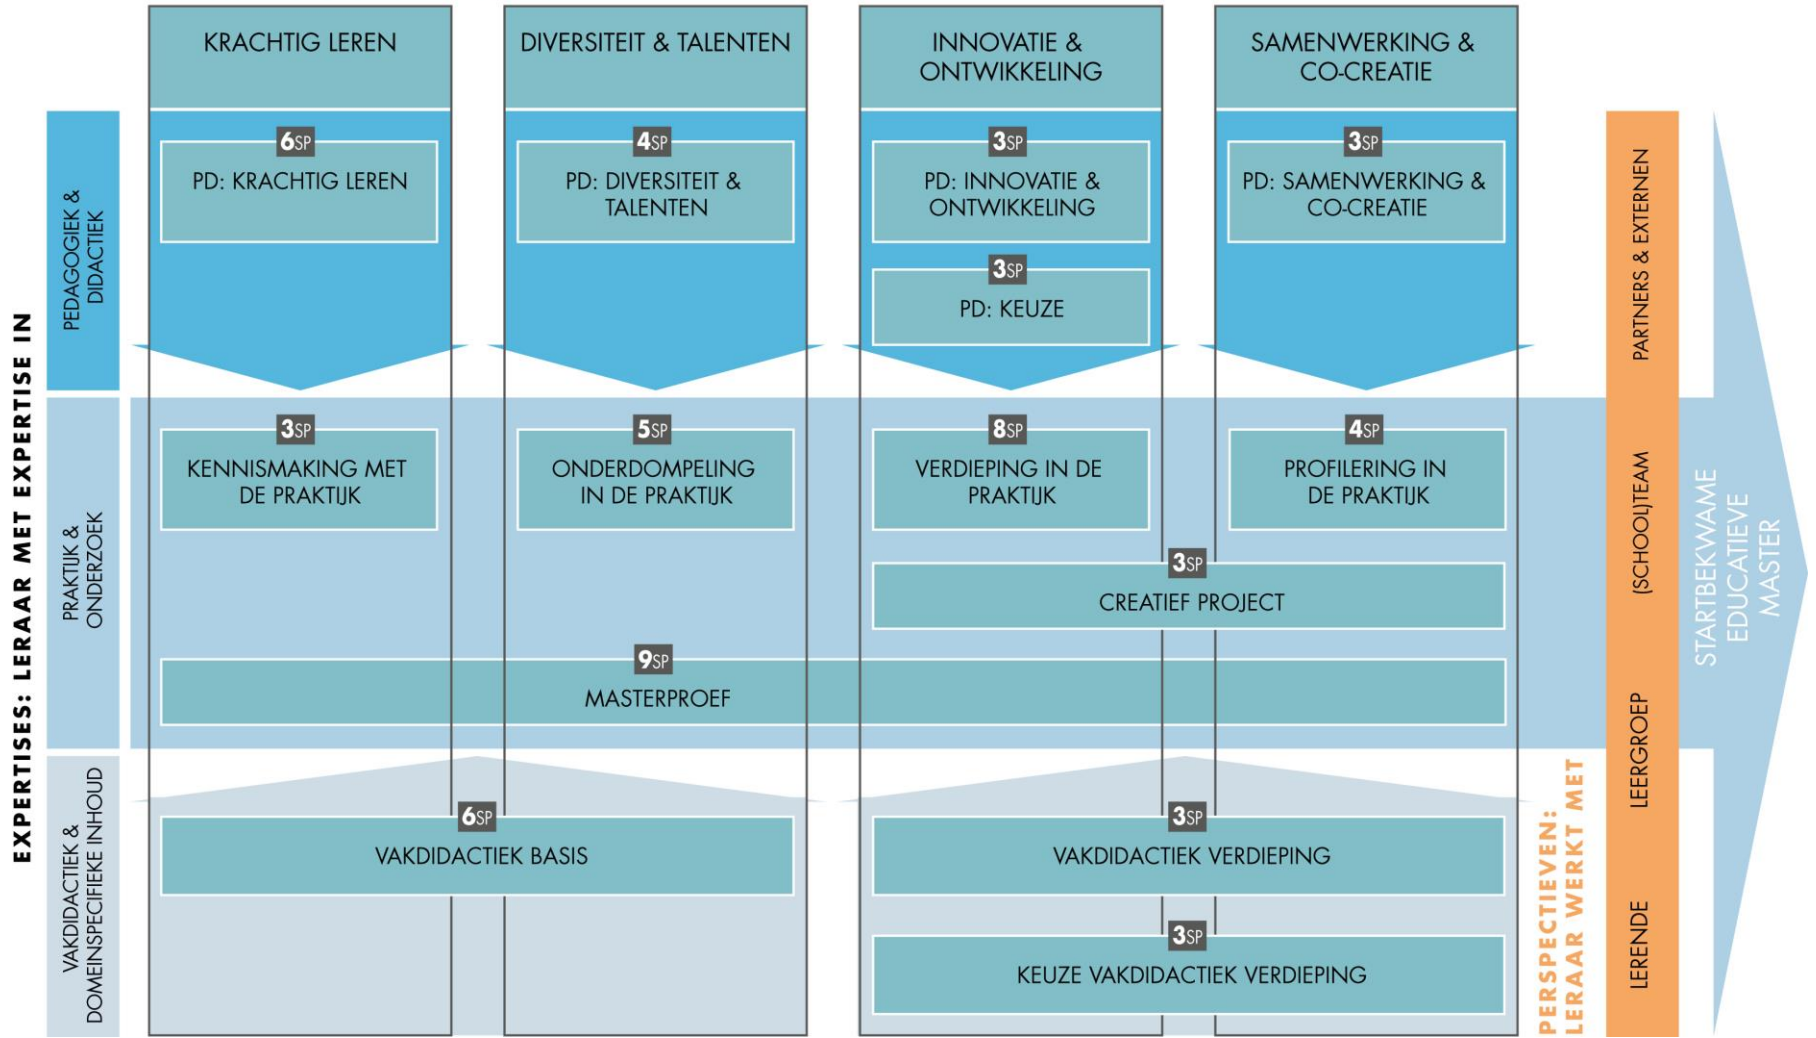 KRACHTIG LEREN
DIVERSITEIT & TALENTEN
INNOVATIE &
ONTWIKKELING
SAMENWERKING &
CO-CREATIE
EXPERTISES: LERAAR MET EXPERTISE IN
PEDAGOGIEK &
DIDACTIEK
6SP
PD: KRACHTIG LEREN
4SP
PD: DIVERSITEIT &
TALENTEN
3SP
PD: INNOVATIE &
ONTWIKKELING
3SP
PD: KEUZE
3SP
PD: SAMENWERKING &
CO-CREATIE
PRAKTIJK &
ONDERZOEK
3SP
KENNISMAKING MET
DE PRAKTIJK
5SP
ONDERDOMPELING
IN DE PRAKTIJK
8SP
VERDIEPING IN DE
PRAKTIJK
4SP
PROFILERING IN
DE PRAKTIJK
3SP
CREATIEF PROJECT
9SP
MASTERPROEF
VAKDIDACTIEK &
DOMEINSPECIFIEKE INHOUD
6SP
VAKDIDACTIEK BASIS
3SP
VAKDIDACTIEK VERDIEPING
3SP
KEUZE VAKDIDACTIEK VERDIEPING
PERSPECTIEVEN:
LERAAR WERKT MET
PARTNERS & EXTERNEN
(SCHOOL)TEAM
LEERGROEP
LERENDE
STARTBEKWAME
EDUCATIEVE
MASTER